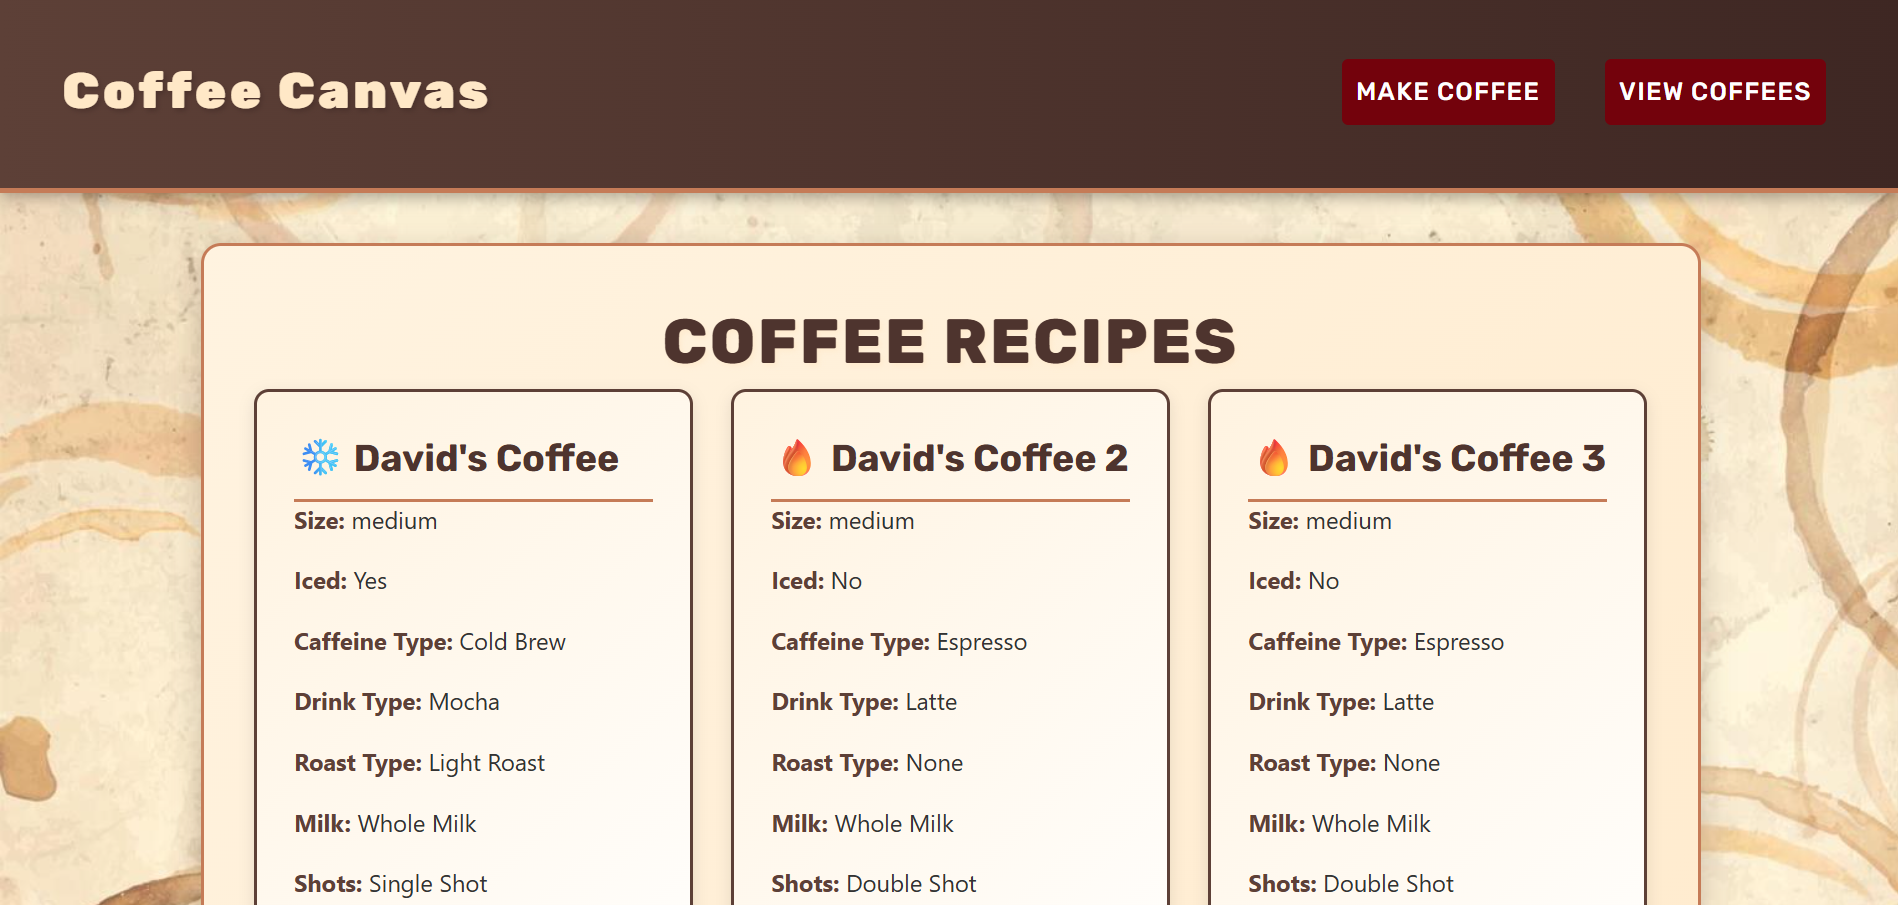 Coffee Canvas
MAKE COFFEE
VIEW COFFEES
COFFEE RECIPES
David's Coffee
Size: medium
Iced: Yes
Caffeine Type: Cold Brew
Drink Type: Mocha
Roast Type: Light Roast
Milk: Whole Milk
Shots: Single Shot
David's Coffee 2
Size: medium
Iced: No
Caffeine Type: Espresso
Drink Type: Latte
Roast Type: None
Milk: Whole Milk
Shots: Double Shot
David's Coffee 3
Size: medium
Iced: No
Caffeine Type: Espresso
Drink Type: Latte
Roast Type: None
Milk: Whole Milk
Shots: Double Shot